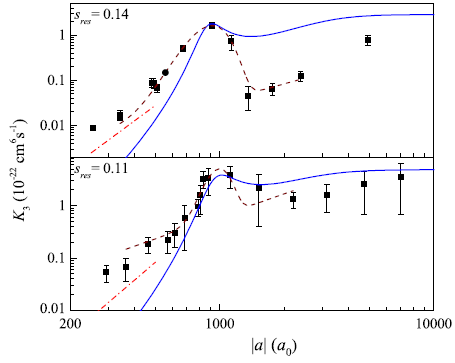 s_res = 0.14
1
0.1
0.01
s_res = 0.11
1
0.1
0.01
K_3 (10^-22 cm^6 s^-1)
200
1000
10000
|a| (a_0)